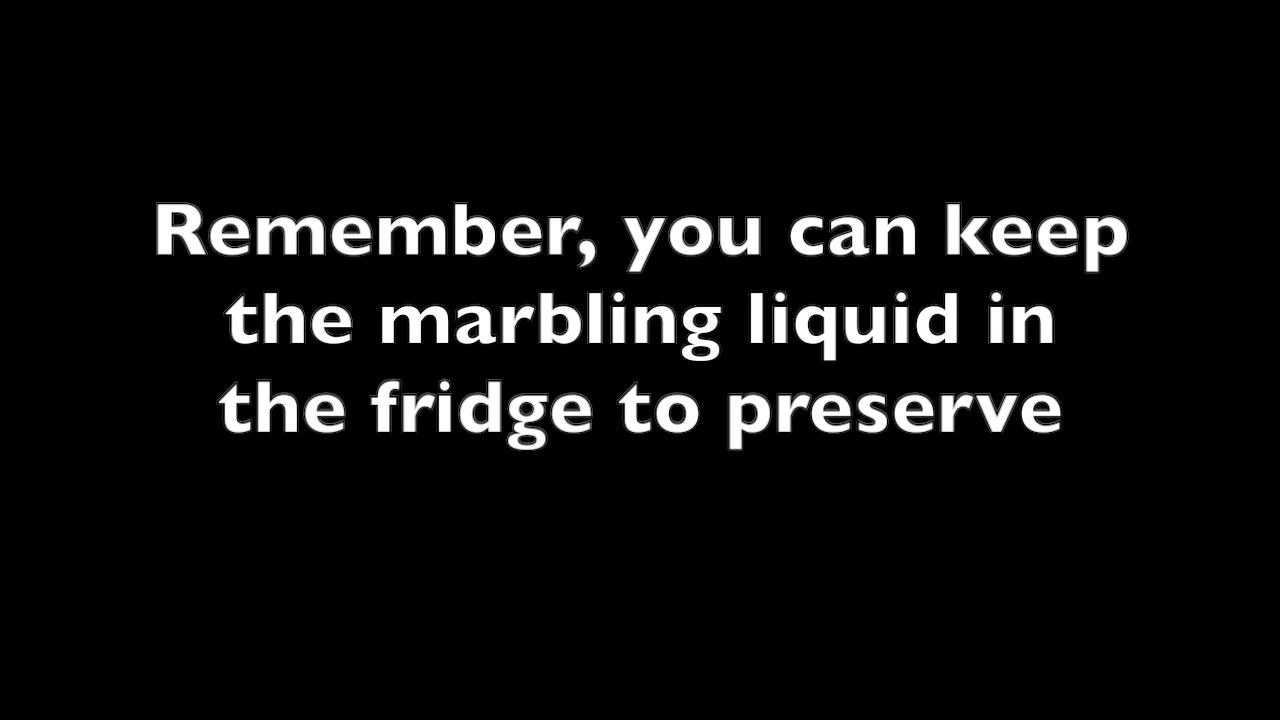 Remember, you can keep
the marbling liquid in
the fridge to preserve